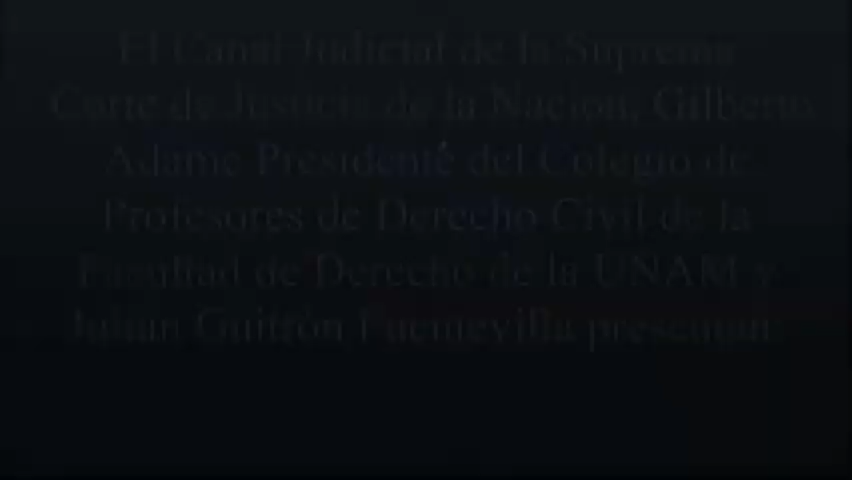 El Canal Judicial de la Suprema
Corte de Justicia de la Nación, Gilberto
Adame Presidente del Colegio de
Profesores de Derecho Civil de la
Facultad de Derecho de la UNAM y
Julián Guitrón Fuentevilla presentan: